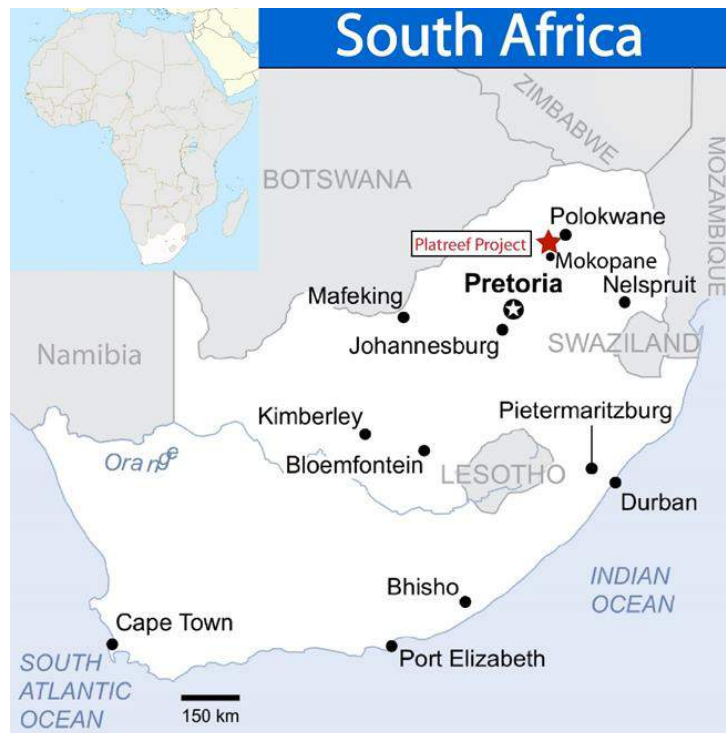 South Africa
ZIMBABWE
MOZAMBIQUE
BOTSWANA
Polokwane
Platreef Project
Mokopane
Pretoria
Nelspruit
Mafeking
Johannesburg
SWAZILAND
Namibia
Kimberley
Pietermaritzburg
Orange
Bloemfontein
LESOTHO
Durban
Bhisho
INDIAN
OCEAN
Cape Town
Port Elizabeth
SOUTH
ATLANTIC
OCEAN
150 km